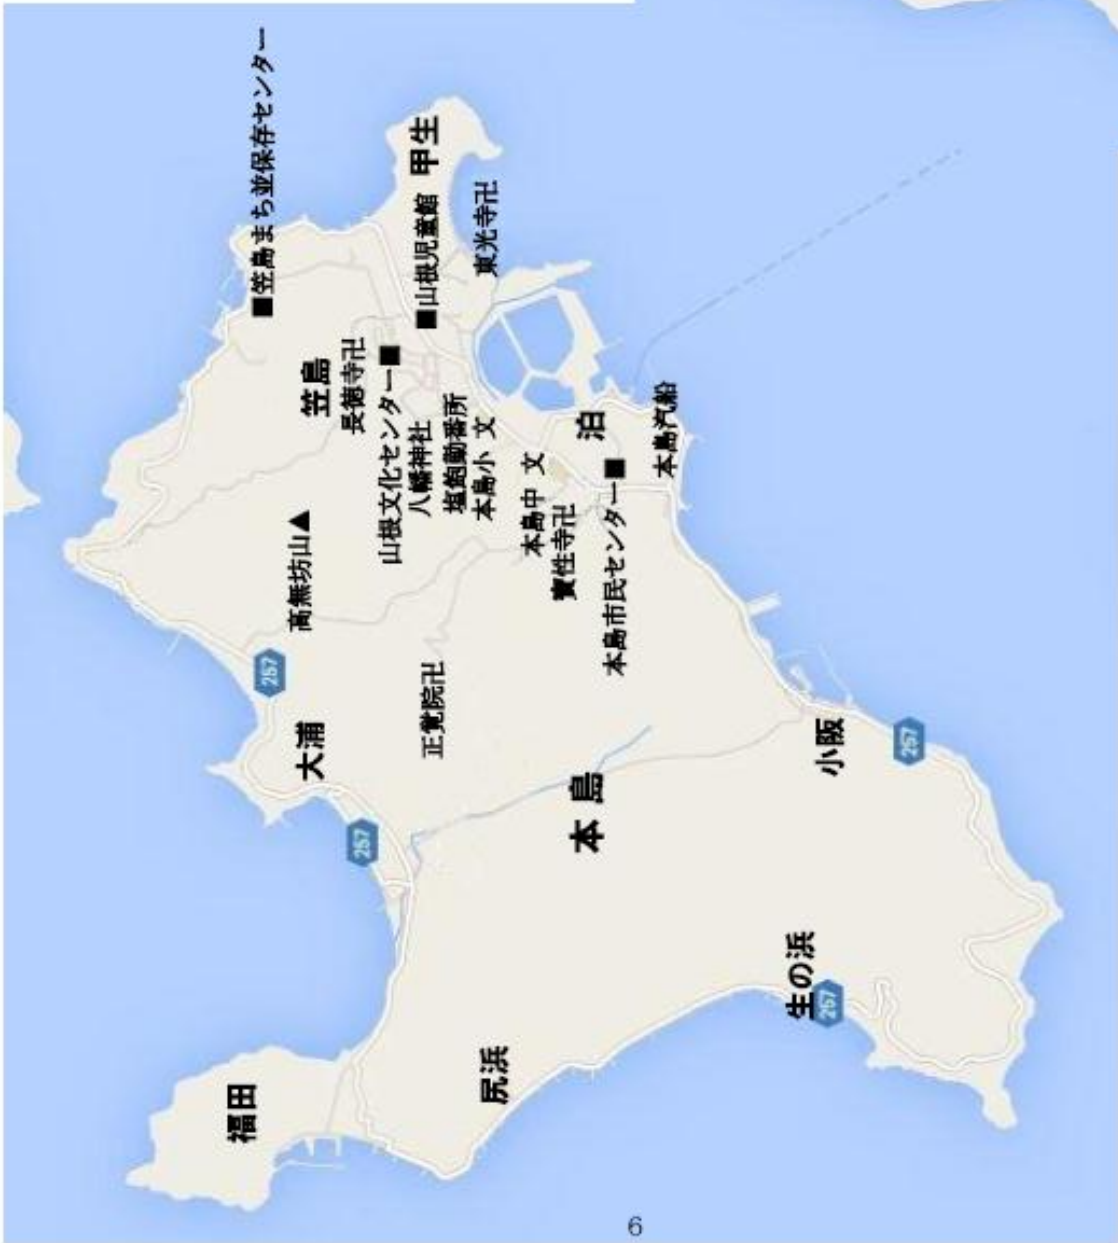 ■笠島まち並保存センター
甲生
■山根児童館
東光寺卍
笠島
長徳寺卍
山根文化センター■
八幡神社
塩飽勤番所
本島小 文
泊
本島汽船
本島中 文
寶性寺卍
本島市民センター■
高無坊山▲
257
大浦
正覚院卍
257
本島
小阪
257
生の浜
257
福田
尻浜
6